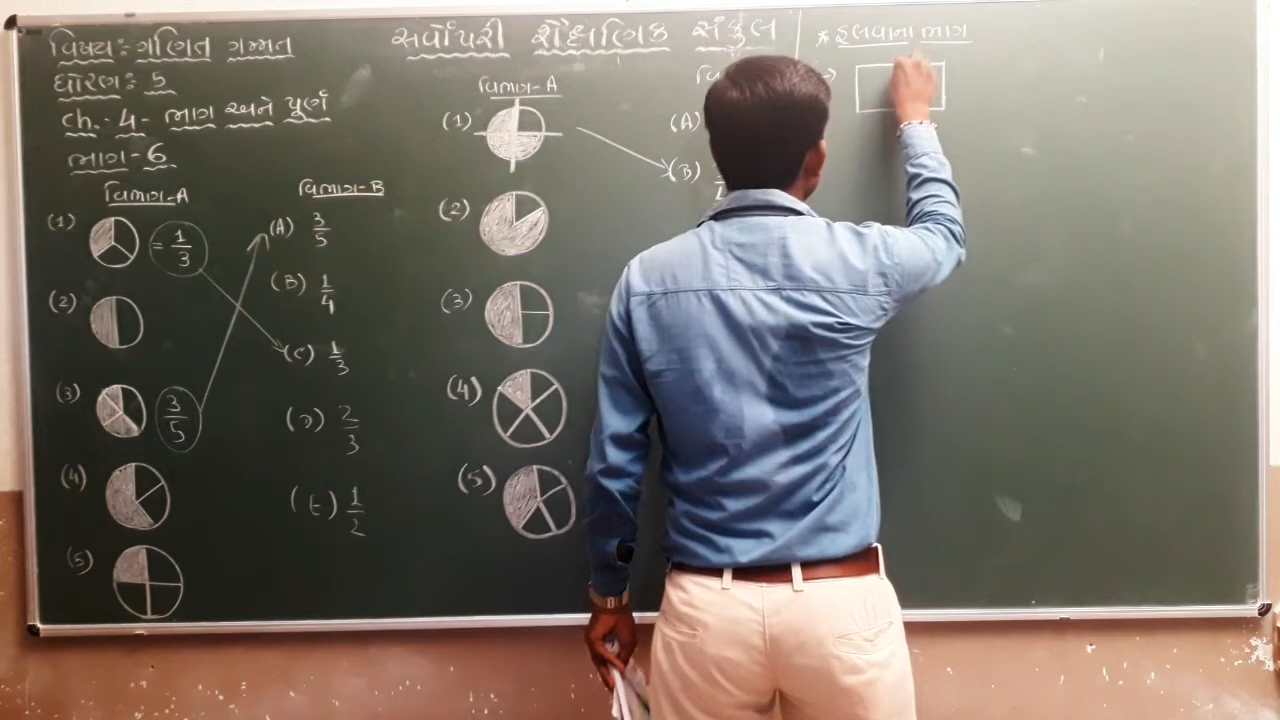 વિષય: ગણિત ગમ્મત
ધોરણ: 5
ch. 4- ભાગ અને પૂર્ણ
ભાગ-6
વિભાગ-A
(1) = 1/3
(2)
(3) 3/5
(4)
(5)
વિભાગ-B
(A) 3/5
(B) 1/4
(C) 1/3
(D) 2/3
(E) 1/2
સર્વોપરી શૈક્ષણિક સંકુલ
વિભાગ-A
(1)
(2)
(3)
(4)
(5)
(A)
(B)
* હલવાના ભાગ